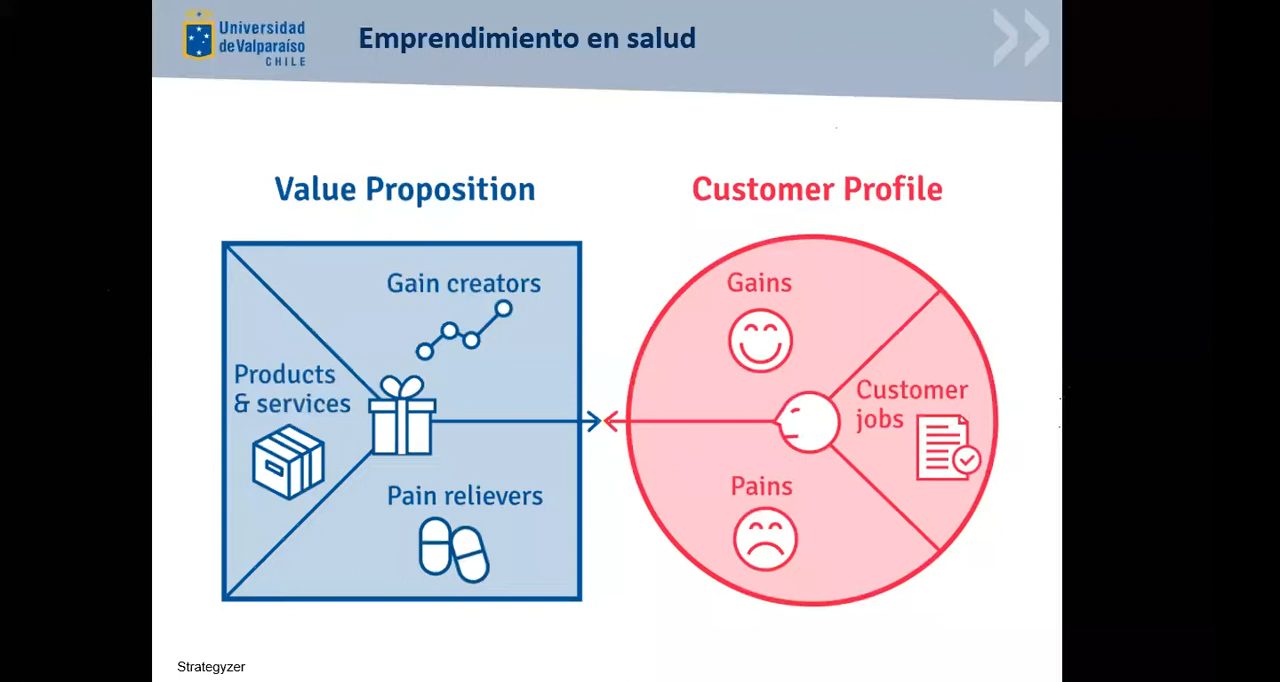 Universidad
de Valparaíso
CHILE
Emprendimiento en salud
Value Proposition
Customer Profile
Gain creators
Products
& services
Pain relievers
Gains
Customer
jobs
Pains
Strategyzer